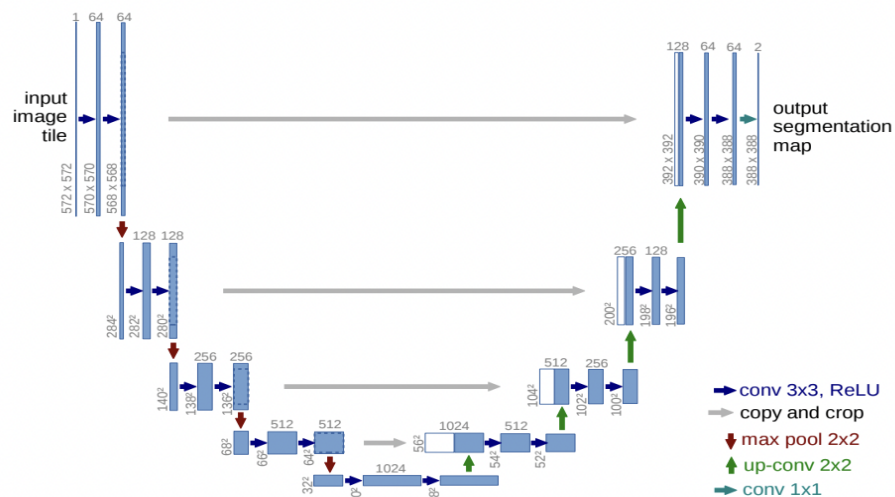 1
64
64
input
image
tile
572 x 572
570 x 570
568 x 568
128
64
64
2
output
segmentation
map
392 x 392
390 x 390
388 x 388
388 x 388
128
128
284²
282²
280²
256
128
200²
198²
196²
256
256
140²
138²
136²
512
256
104²
102²
100²
512
512
68²
66²
64²
1024
512
56²
54²
52²
1024
32²
0²
8²
conv 3x3, ReLU
copy and crop
max pool 2x2
up-conv 2x2
conv 1x1